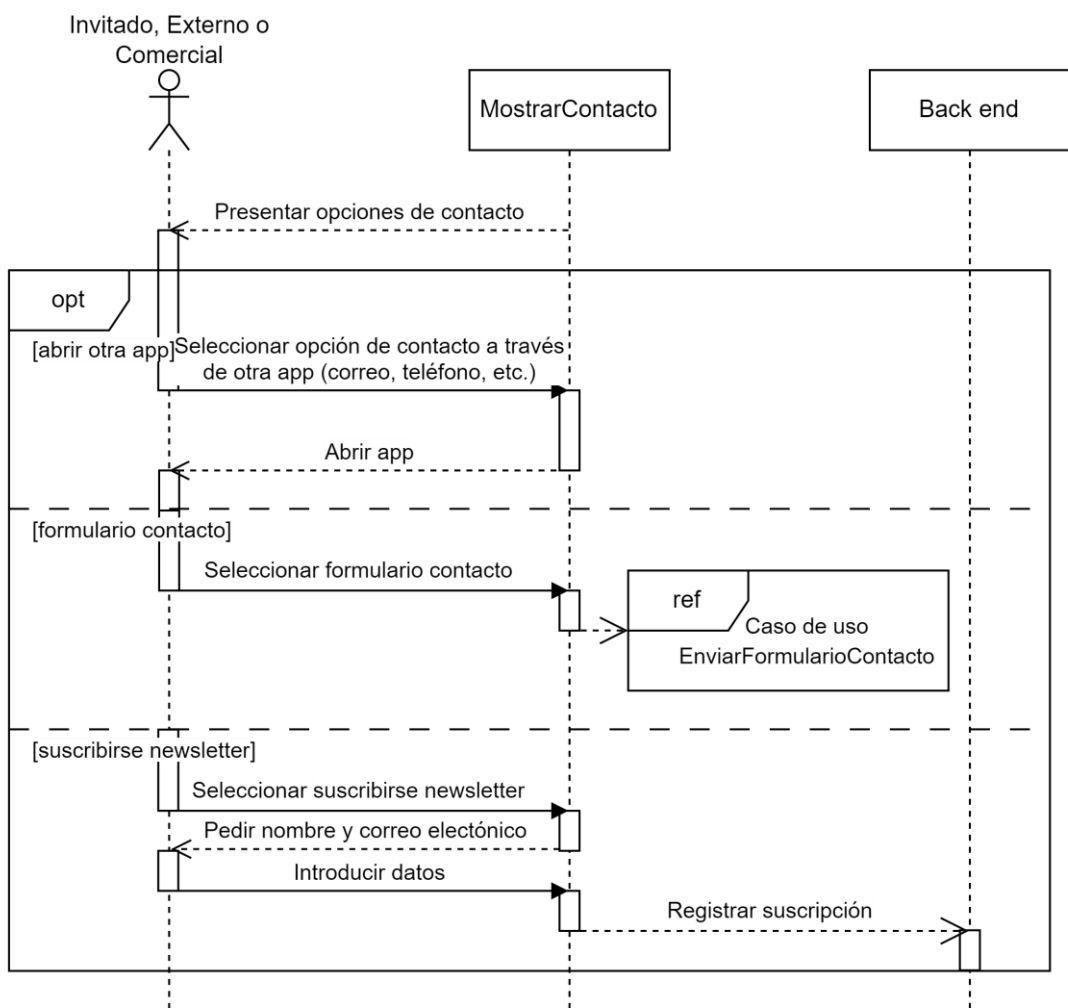 Invitado, Externo o
Comercial
MostrarContacto
Back end
Presentar opciones de contacto
opt
[abrir otra app]
Seleccionar opción de contacto a través
de otra app (correo, teléfono, etc.)
Abrir app
[formulario contacto]
Seleccionar formulario contacto
ref
Caso de uso
EnviarFormularioContacto
[suscribirse newsletter]
Seleccionar suscribirse newsletter
Pedir nombre y correo electónico
Introducir datos
Registrar suscripción